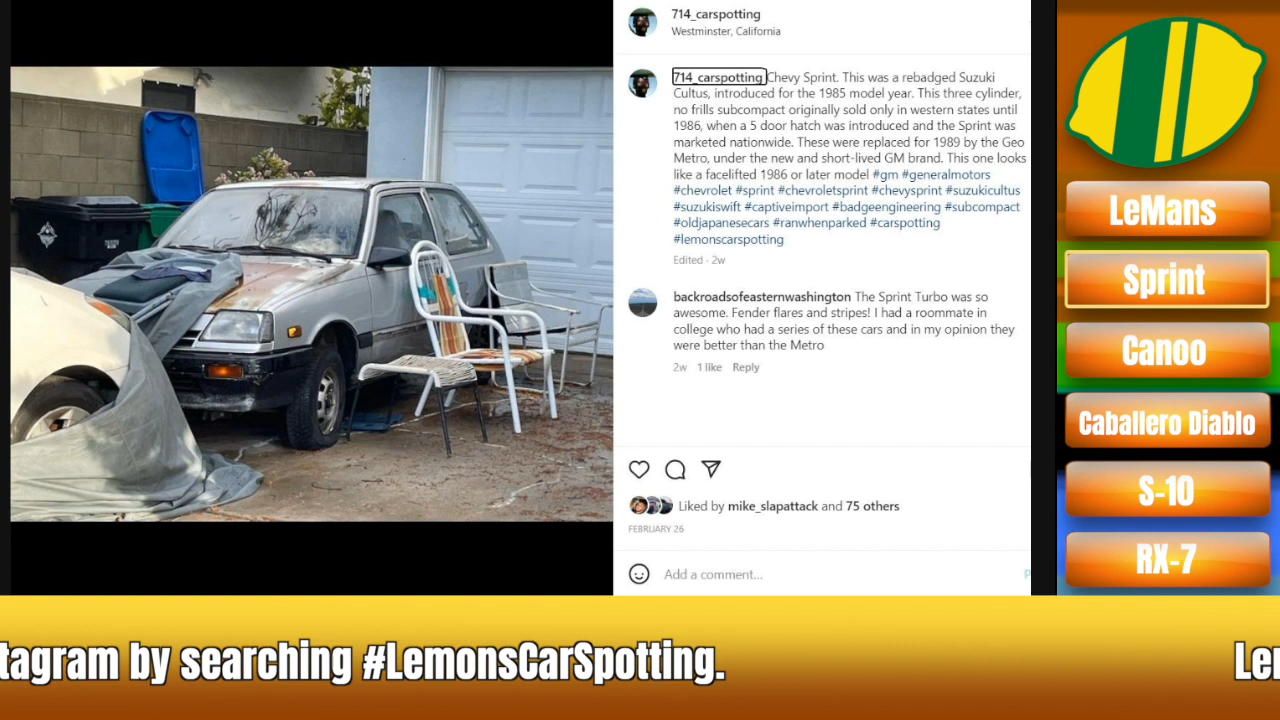 714_carspotting
Westminster, California
714_carspotting Chevy Sprint. This was a rebadged Suzuki
Cultus, introduced for the 1985 model year. This three cylinder,
no frills subcompact originally sold only in western states until
1986, when a 5 door hatch was introduced and the Sprint was
marketed nationwide. These were replaced for 1989 by the Geo
Metro, under the new and short-lived GM brand. This one looks
like a facelifted 1986 or later model #gm #generalmotors
#chevrolet #sprint #chevroletsprint #chevysprint #suzukicultus
#suzukiswift #captiveimport #badgeengineering #subcompact
#oldjapanesecars #ranwhenparked #carspotting
#lemonscarspotting
Edited · 2w
backroadsofeasternwashington The Sprint Turbo was so
awesome. Fender flares and stripes! I had a roommate in
college who had a series of these cars and in my opinion they
were better than the Metro
2w 1 like Reply
Liked by mike_slapattack and 75 others
FEBRUARY 26
Add a comment...
LeMans
Sprint
Canoo
Caballero Diablo
S-10
RX-7
tagram by searching #LemonsCarSpotting.
Ler